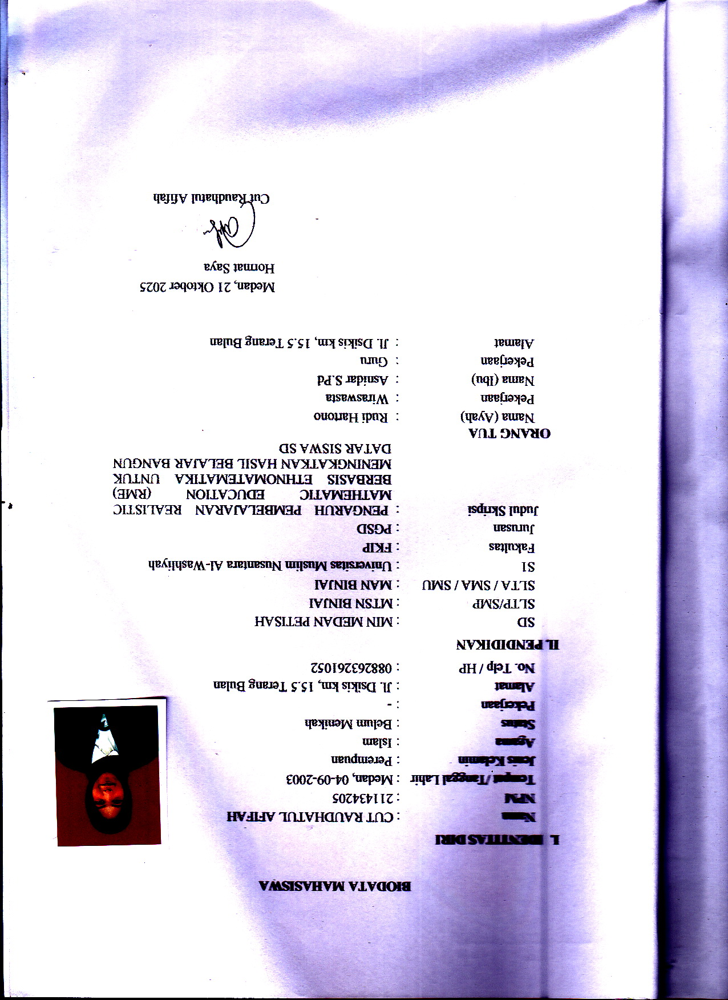 BIODATA MAHASISWA
I. IDENTITAS DIRI
Nama : CUT RAUDHATUL AFIFAH
NPM : 211434205
Tempat /Tanggal Lahir : Medan, 04-09-2003
Jenis Kelamin : Perempuan
Agama : Islam
Status : Belum Menikah
Pekerjaan : -
Alamat : Jl. Dsikis km, 15.5 Terang Bulan
No. Telp / HP : 088263261052
II. PENDIDIKAN
SD : MIN MEDAN PETISAH
SLTP/SMP : MTSN BINJAI
SLTA / SMA / SMU : MAN BINJAI
S1 : Universitas Muslim Nusantara Al-Washliyah
Fakultas : FKIP
Jurusan : PGSD
Judul Skripsi : PENGARUH PEMBELAJARAN REALISTIC
MATHEMATIC EDUCATION (RME)
BERBASIS ETHNOMATEMATIKA UNTUK
MENINGKATKAN HASIL BELAJAR BANGUN
DATAR SISWA SD
ORANG TUA
Nama (Ayah) : Rudi Hartono
Pekerjaan : Wiraswasta
Nama (Ibu) : Asnidar S.Pd
Pekerjaan : Guru
Alamat : Jl. Dsikis km, 15.5 Terang Bulan
Medan, 21 Oktober 2025
Hormat Saya
Cut Raudhatul Afifah